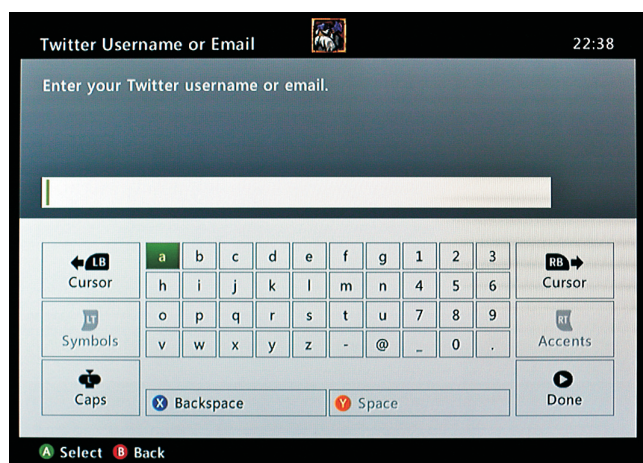 Twitter Username or Email 22:38
Enter your Twitter username or email.
LB a b c d e f g 1 2 3 RB
Cursor h i j k l m n 4 5 6 Cursor
LT o p q r s t u 7 8 9 RT
Symbols v w x y z - @ _ 0 . Accents
L
Caps X Backspace Y Space Done
A Select B Back